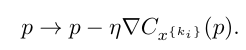 p → p − η∇C_{x^{\{k_i\}}}(p).